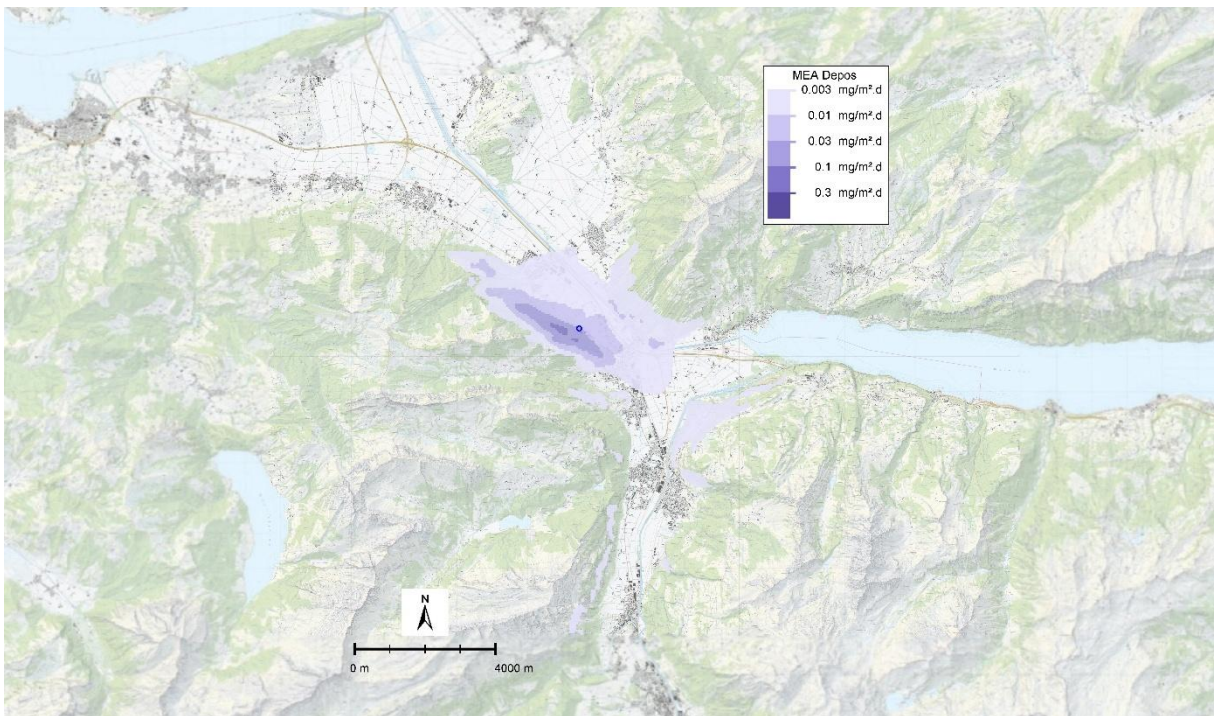 MEA Depos
0.003 mg/m².d
0.01 mg/m².d
0.03 mg/m².d
0.1 mg/m².d
0.3 mg/m².d
N
0 m 4000 m